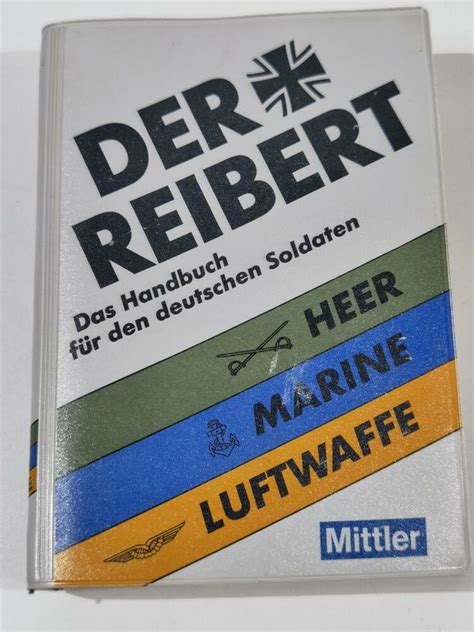 DER
REIBERT
Das Handbuch
für den deutschen Soldaten
HEER
MARINE
LUFTWAFFE
Mittler